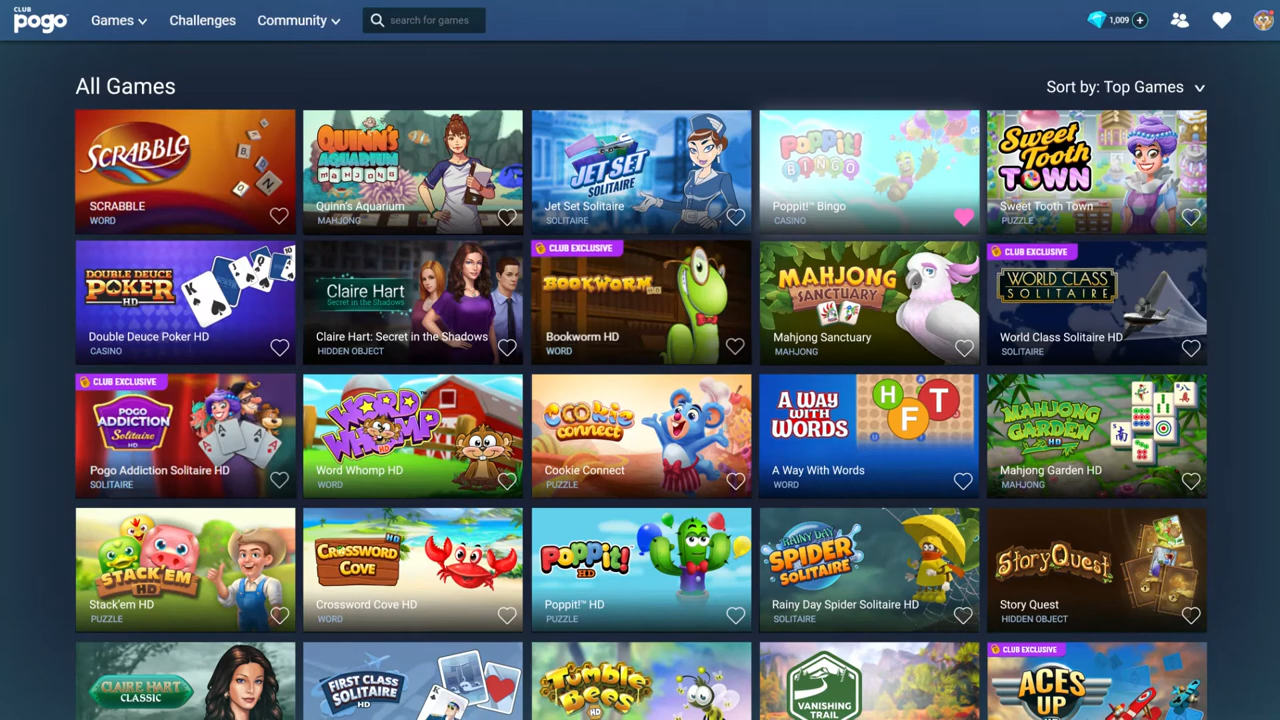 CLUB
pogo
Games
Challenges
Community
search for games
1,009
All Games
Sort by: Top Games
SCRABBLE
SCRABBLE
WORD
QUINN'S
AQUARIUM
mahjong
Quinn's Aquarium
MAHJONG
JET SET
SOLITAIRE
Jet Set Solitaire
SOLITAIRE
POPPIT!
BINGO
Poppit!™ Bingo
CASINO
Sweet
Tooth
TOWN
Sweet Tooth Town
PUZZLE
DOUBLE DEUCE
POKER
HD
Double Deuce Poker HD
CASINO
Claire Hart
Secret in the Shadows
Claire Hart: Secret in the Shadows
HIDDEN OBJECT
CLUB EXCLUSIVE
BOOKWORM HD
Bookworm HD
WORD
MAHJONG
SANCTUARY
Mahjong Sanctuary
MAHJONG
CLUB EXCLUSIVE
WORLD CLASS
SOLITAIRE
World Class Solitaire HD
SOLITAIRE
CLUB EXCLUSIVE
POGO
ADDICTION
Solitaire
HD
Pogo Addiction Solitaire HD
SOLITAIRE
WORD
WHOMP
HD
Word Whomp HD
WORD
Cookie
connect
Cookie Connect
PUZZLE
A WAY
WITH
WORDS
H
F
T
A Way With Words
WORD
MAHJONG
GARDEN
HD
Mahjong Garden HD
MAHJONG
STACK'EM
HD
Stack'em HD
PUZZLE
HD
CROSSWORD
COVE
Crossword Cove HD
WORD
POPPIT!
HD
Poppit!™ HD
PUZZLE
RAINY DAY
SPIDER
SOLITAIRE
Rainy Day Spider Solitaire HD
SOLITAIRE
StoryQuest
Story Quest
HIDDEN OBJECT
CLAIRE HART
CLASSIC
FIRST CLASS
SOLITAIRE
HD
Tumble
Bees
HD
VANISHING
TRAIL
CLUB EXCLUSIVE
ACES
UP
HD